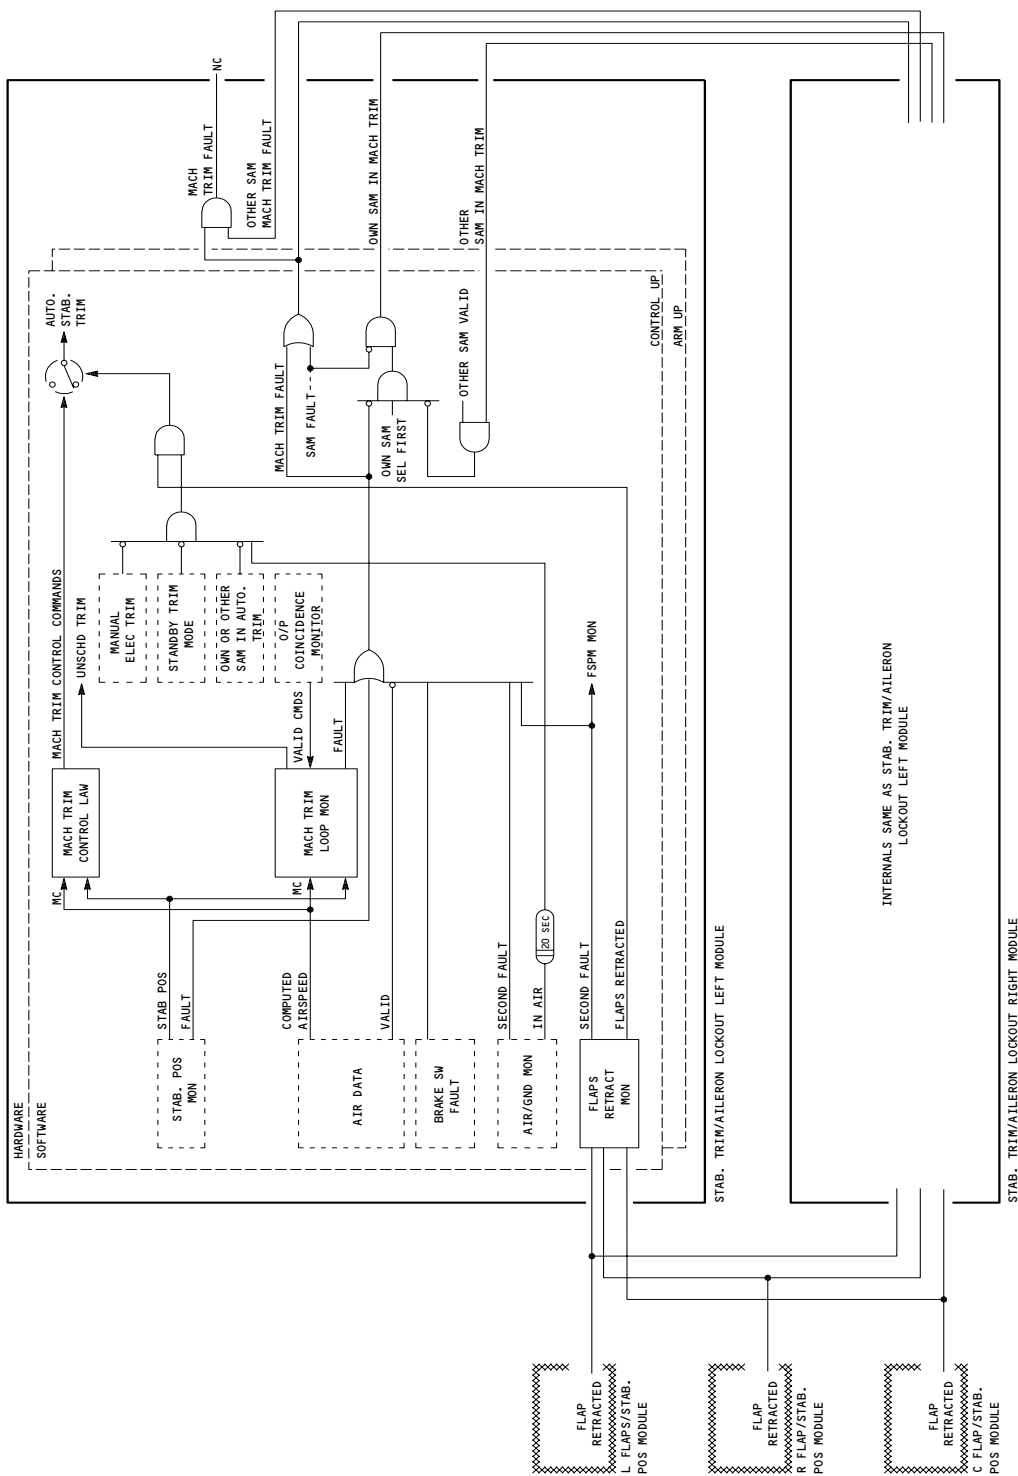 HARDWARE
SOFTWARE
STAB. POS
MON
STAB POS
FAULT
AIR DATA
COMPUTED
AIRSPEED
VALID
BRAKE SW
FAULT
AIR/GND MON
SECOND FAULT
IN AIR
20 SEC
FLAPS
RETRACT
MON
SECOND FAULT
FLAPS RETRACTED
MC
MACH TRIM
CONTROL LAW
MC
MACH TRIM
LOOP MON
MACH TRIM CONTROL COMMANDS
UNSCHD TRIM
VALID CMDS
FAULT
MANUAL
ELEC TRIM
STANDBY TRIM
MODE
OWN OR OTHER
SAM IN AUTO.
TRIM
O/P
COINCIDENCE
MONITOR
FSPM MON
AUTO.
STAB.
TRIM
MACH TRIM FAULT
SAM FAULT
OWN SAM
SEL FIRST
OTHER SAM VALID
CONTROL UP
ARM UP
MACH
TRIM FAULT
NC
OTHER SAM
MACH TRIM FAULT
OWN SAM IN MACH TRIM
OTHER
SAM IN MACH TRIM
STAB. TRIM/AILERON LOCKOUT LEFT MODULE
INTERNALS SAME AS STAB. TRIM/AILERON
LOCKOUT LEFT MODULE
STAB. TRIM/AILERON LOCKOUT RIGHT MODULE
FLAP
RETRACTED
L FLAPS/STAB.
POS MODULE
FLAP
RETRACTED
R FLAP/STAB.
POS MODULE
FLAP
RETRACTED
C FLAP/STAB.
POS MODULE